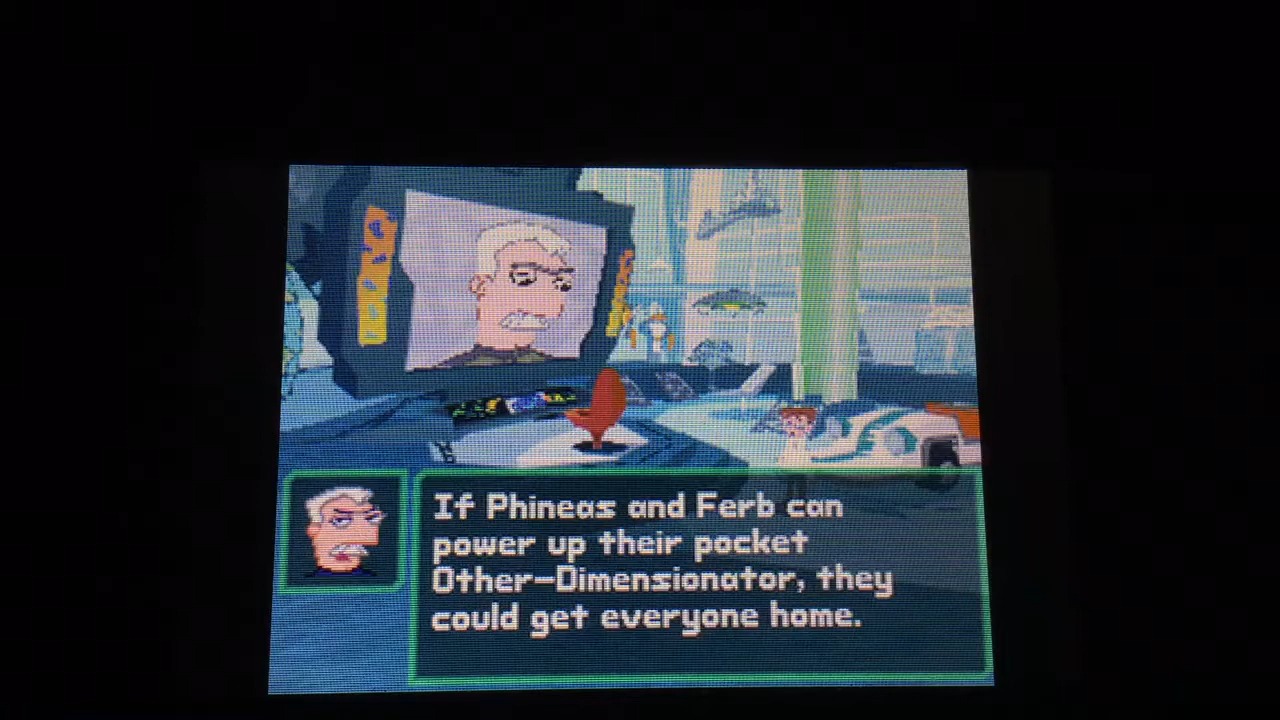 If Phineas and Ferb can
power up their pocket
Other-Dimensionator, they
could get everyone home.